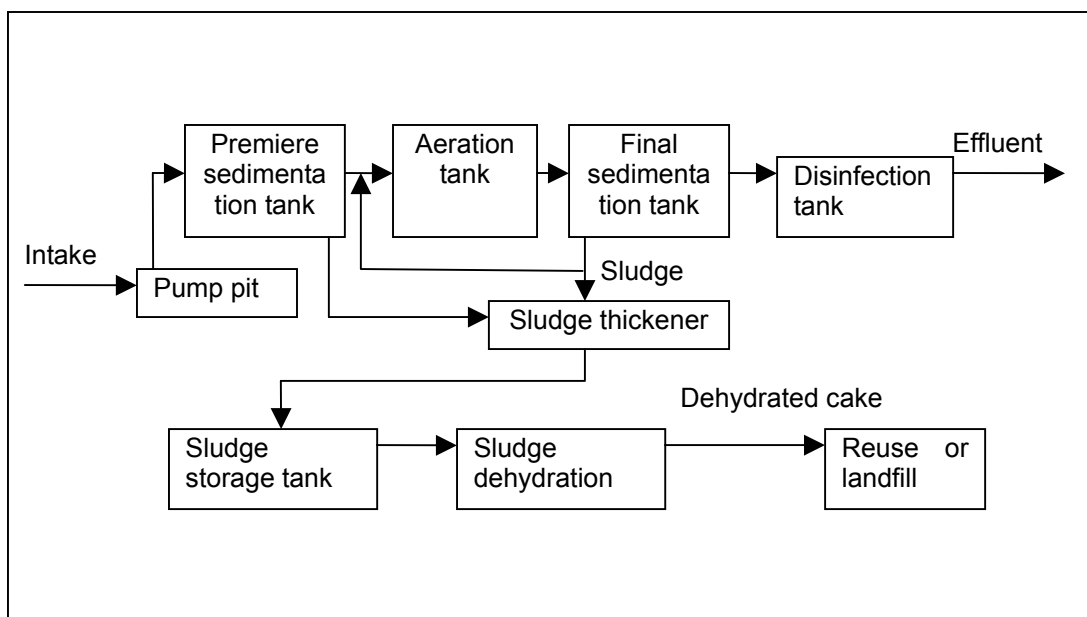 Premiere
sedimenta
tion tank
Aeration
tank
Final
sedimenta
tion tank
Effluent
Disinfection
tank
Intake
Pump pit
Sludge
Sludge thickener
Dehydrated cake
Sludge
storage tank
Sludge
dehydration
Reuse or
landfill